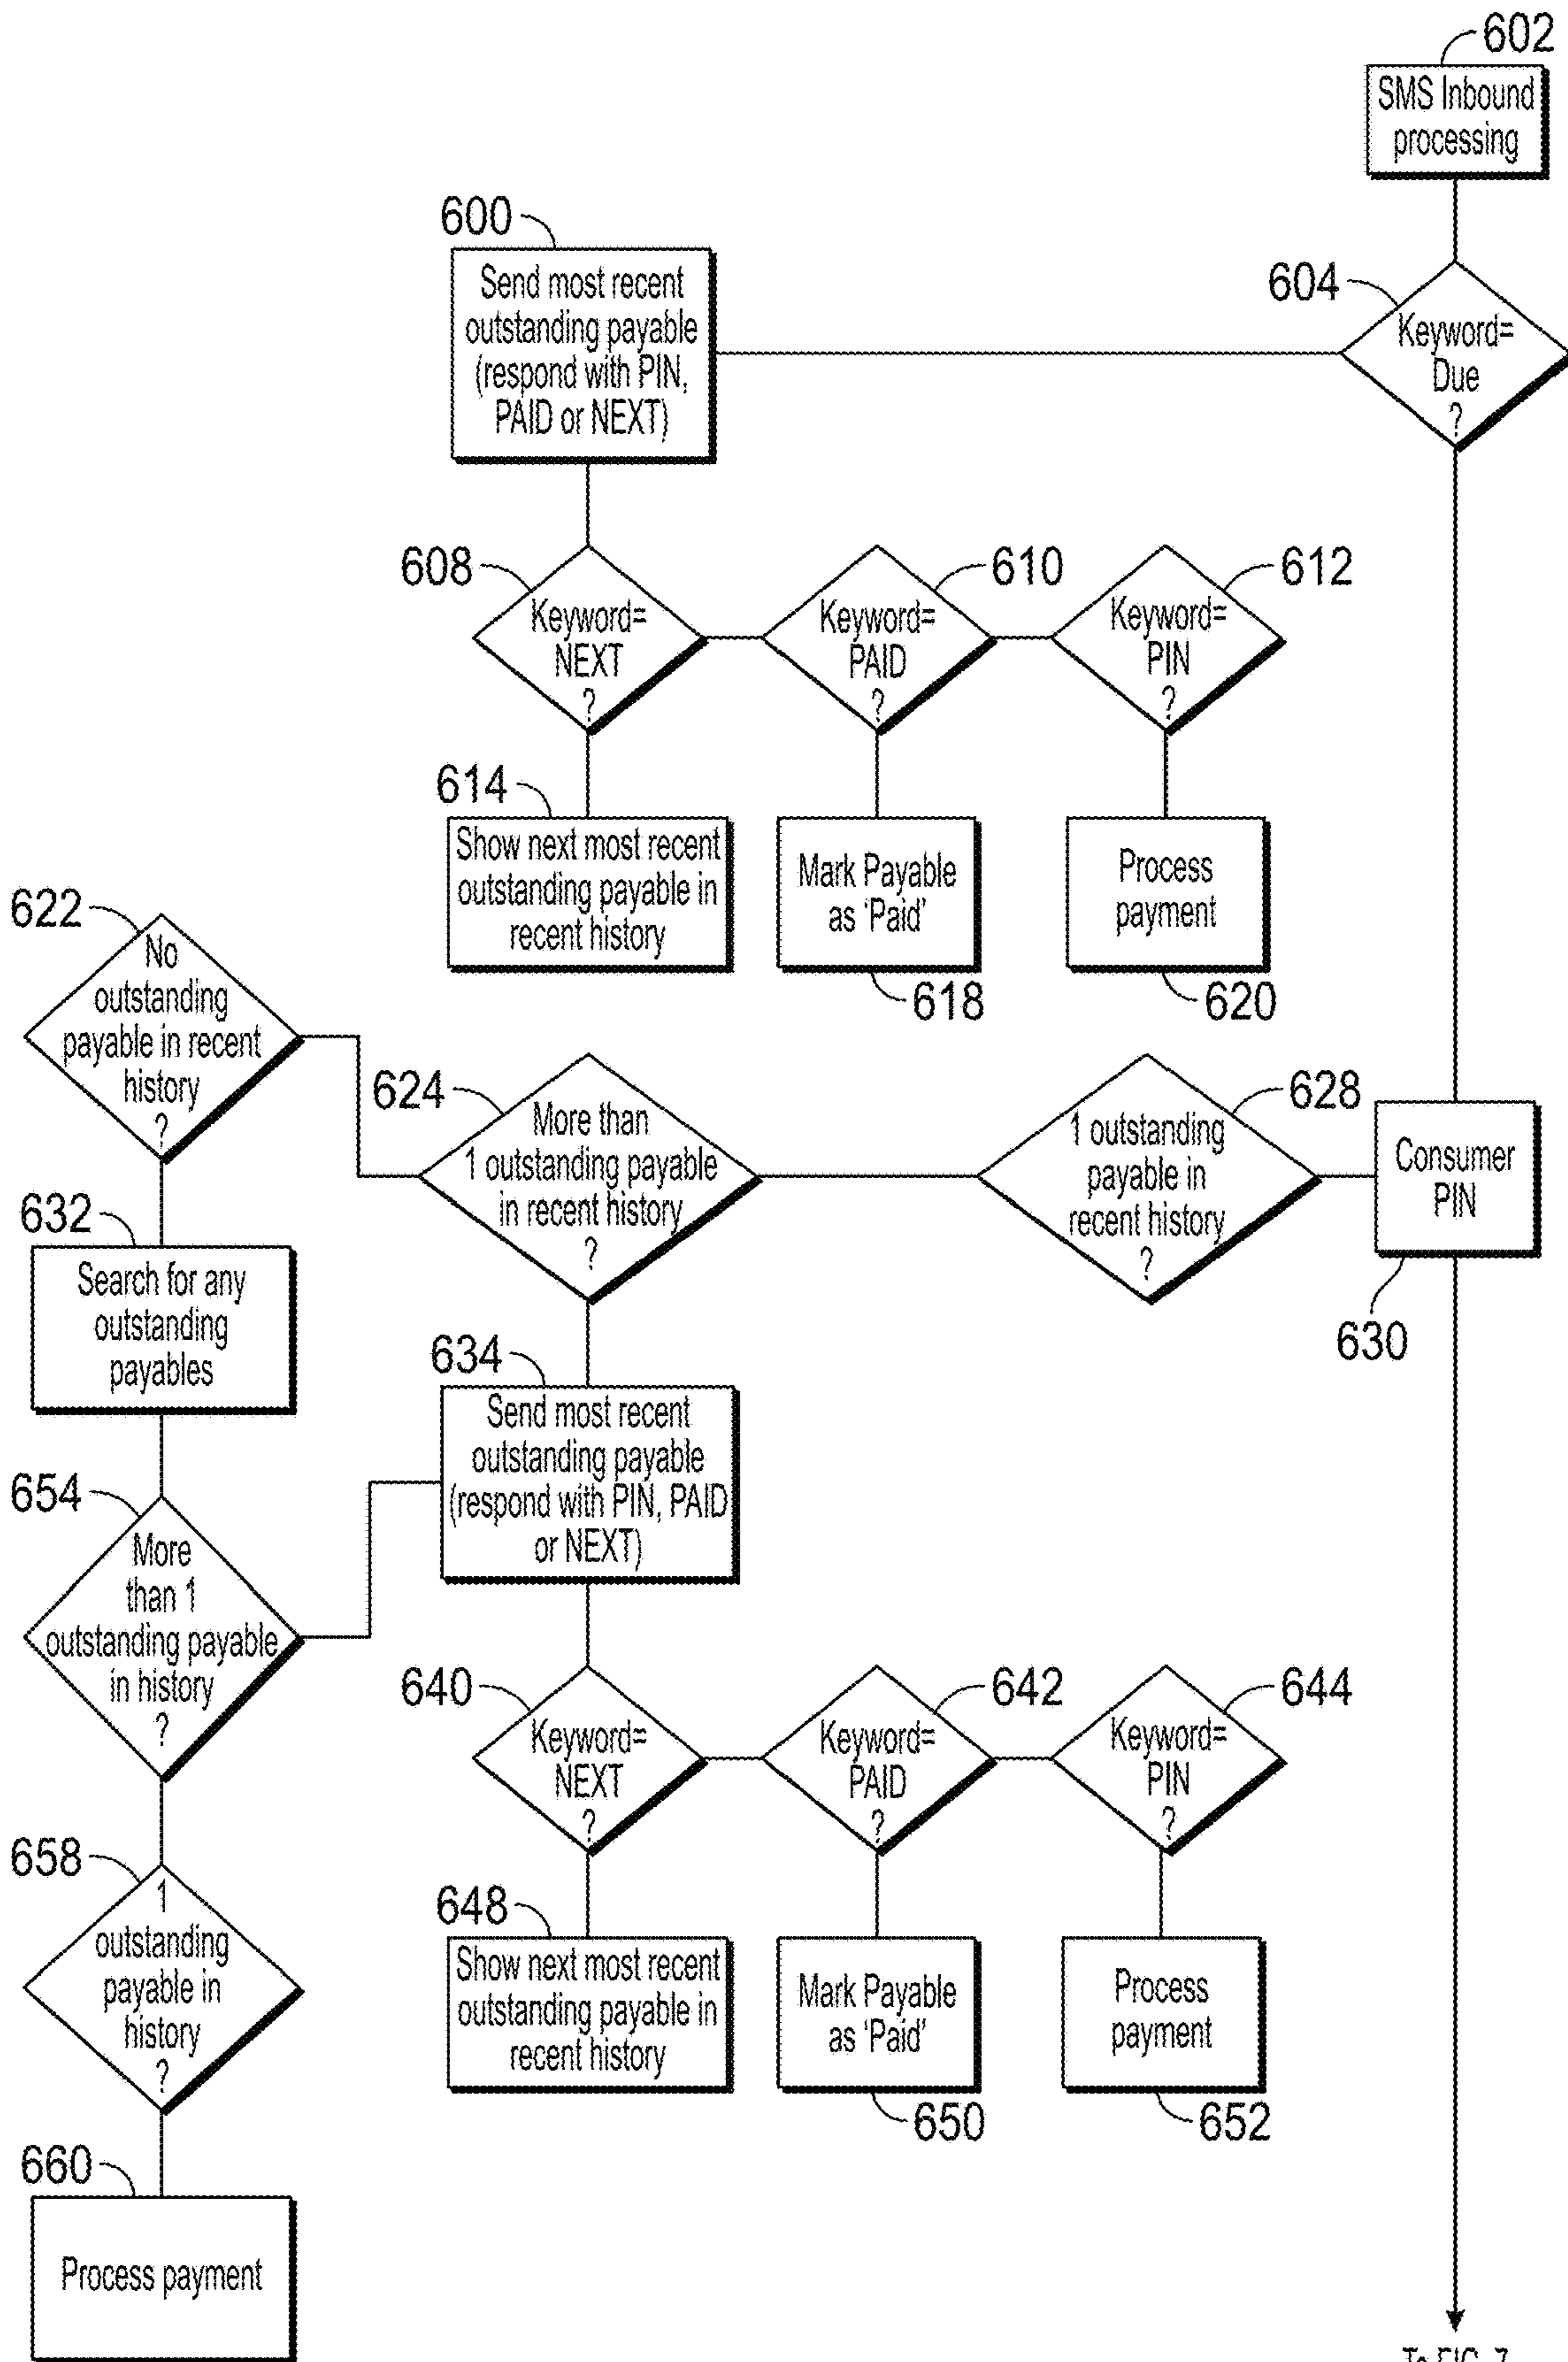 602
SMS Inbound
processing
600
Send most recent
outstanding payable
(respond with PIN,
PAID or NEXT)
604
Keyword=
Due
?
608
Keyword=
NEXT
?
610
Keyword=
PAID
?
612
Keyword=
PIN
?
614
Show next most recent
outstanding payable in
recent history
Mark Payable
as 'Paid'
618
Process
payment
620
622
No
outstanding
payable in recent
history
?
624
More than
1 outstanding payable
in recent history
?
628
1 outstanding
payable in
recent history
?
Consumer
PIN
630
632
Search for any
outstanding
payables
634
Send most recent
outstanding payable
(respond with PIN, PAID
or NEXT)
654
More
than 1
outstanding payable
in history
?
640
Keyword=
NEXT
?
642
Keyword=
PAID
?
644
Keyword=
PIN
?
648
Show next most recent
outstanding payable in
recent history
Mark Payable
as 'Paid'
650
Process
payment
652
658
1
outstanding
payable in
history
?
660
Process payment
To FIG. 7